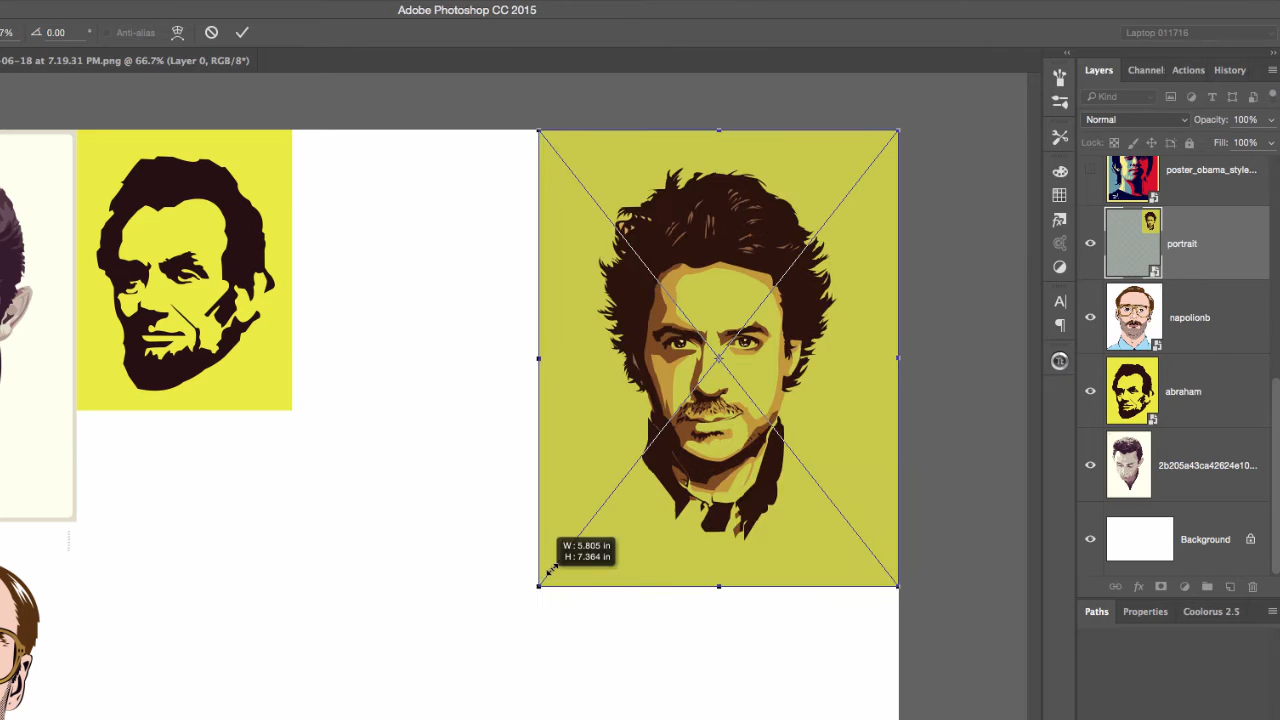 Adobe Photoshop CC 2015
7% 0.00 ° Anti-alias Laptop 011716
-06-18 at 7.19.31 PM.png @ 66.7% (Layer 0, RGB/8*)
Layers Channel: Actions History
Kind
Normal Opacity: 100%
Lock: Fill: 100%
poster_obama_style...
portrait
napolionb
abraham
2b205a43ca42624e10...
Background
W: 5.805 in
H: 7.364 in
Paths Properties Coolorus 2.5